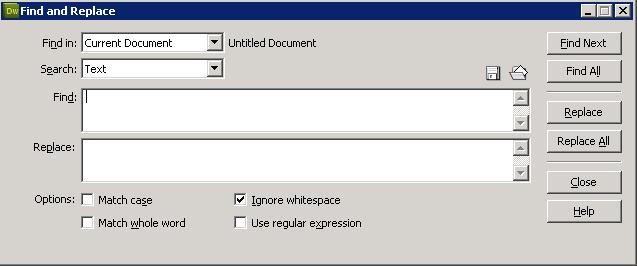 Dw Find and Replace
Find in: Current Document Untitled Document Find Next
Search: Text Find All
Find:
Replace
Replace: Replace All
Options: Match case Ignore whitespace Close
Match whole word Use regular expression Help